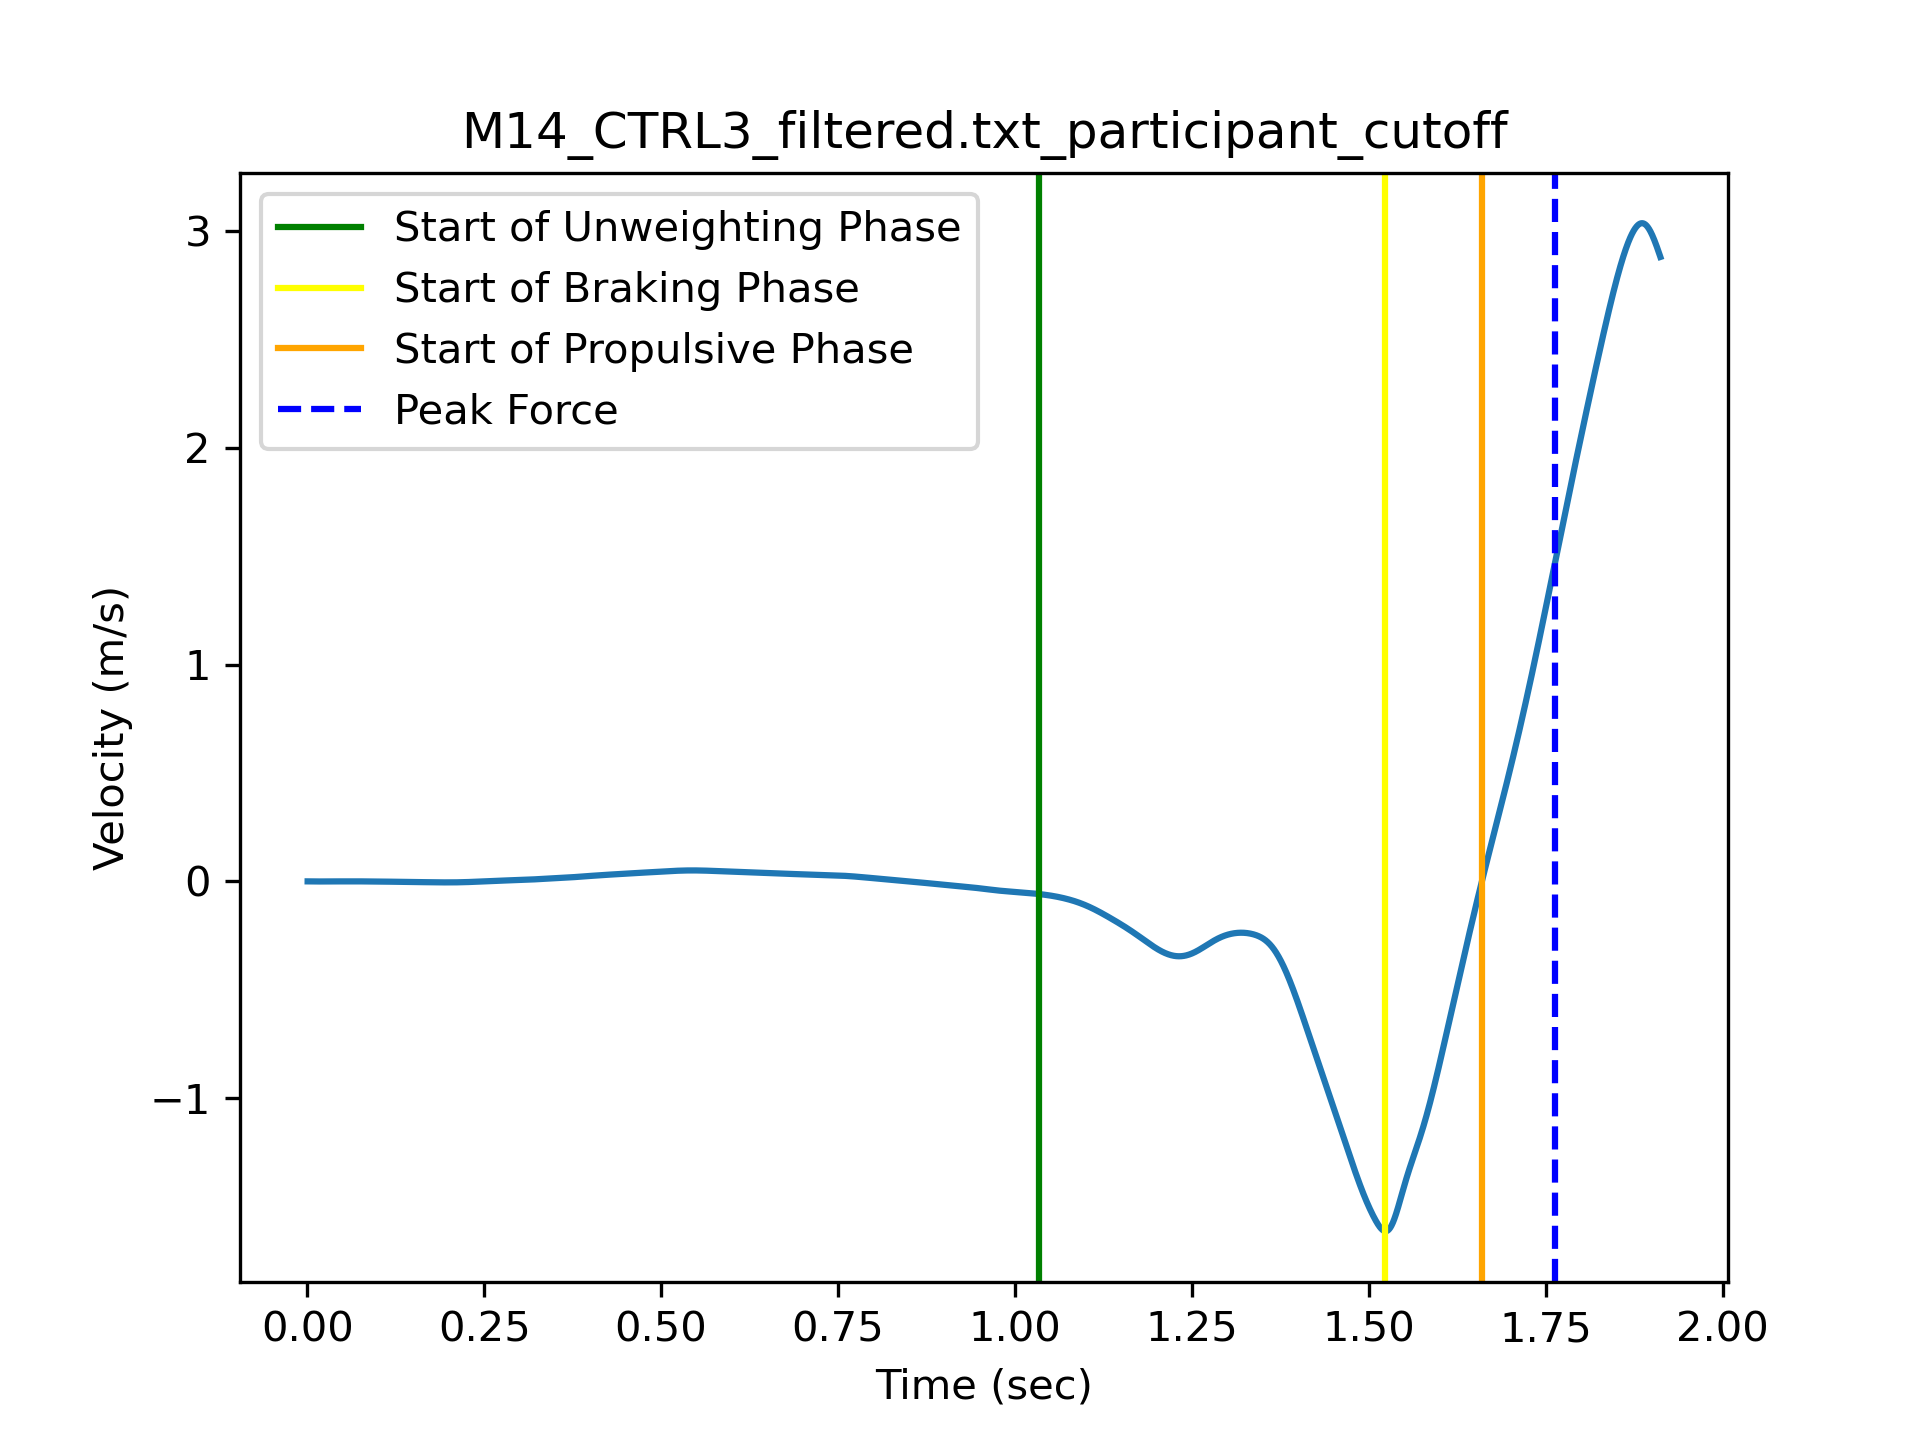 M14_CTRL3_filtered.txt_participant_cutoff
Start of Unweighting Phase
Start of Braking Phase
Start of Propulsive Phase
Peak Force
3
2
1
0
−1
Velocity (m/s)
0.00 0.25 0.50 0.75 1.00 1.25 1.50 1.75 2.00
Time (sec)